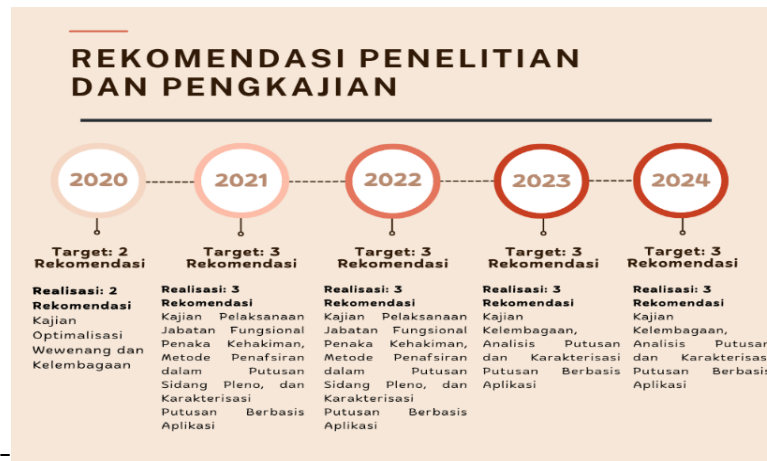 REKOMENDASI PENELITIAN
DAN PENGKAJIAN
2020
2021
2022
2023
2024
Target: 2
Rekomendasi
Realisasi: 2
Rekomendasi
Kajian
Optimalisasi
Wewenang dan
Kelembagaan
Target: 3
Rekomendasi
Realisasi: 3
Rekomendasi
Kajian Pelaksanaan
Jabatan Fungsional
Penaka Kehakiman,
Metode Penafsiran
dalam Putusan
Sidang Pleno, dan
Karakterisasi
Putusan Berbasis
Aplikasi
Target: 3
Rekomendasi
Realisasi: 3
Rekomendasi
Kajian Pelaksanaan
Jabatan Fungsional
Penaka Kehakiman,
Metode Penafsiran
dalam Putusan
Sidang Pleno, dan
Karakterisasi
Putusan Berbasis
Aplikasi
Target: 3
Rekomendasi
Realisasi: 3
Rekomendasi
Kajian
Kelembagaan,
Analisis Putusan
dan Karakterisasi
Putusan Berbasis
Aplikasi
Target: 3
Rekomendasi
Realisasi: 3
Rekomendasi
Kajian
Kelembagaan,
Analisis Putusan
dan Karakterisasi
Putusan Berbasis
Aplikasi